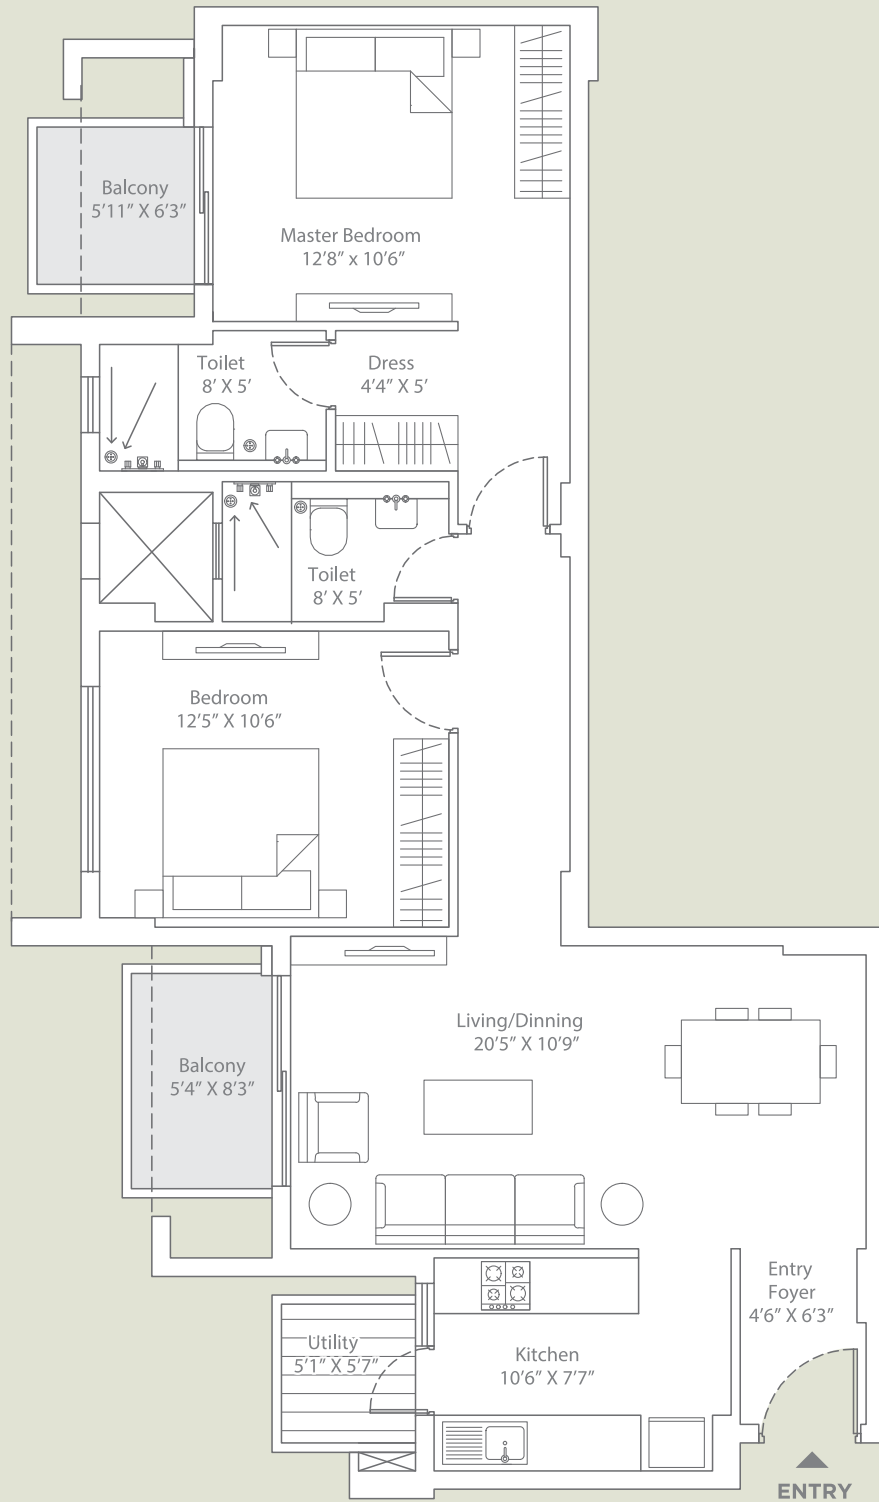 Balcony
5’11” X 6’3”
Master Bedroom
12’8” x 10’6”
Toilet
8’ X 5’
Dress
4’4” X 5’
Toilet
8’ X 5’
Bedroom
12’5” X 10’6”
Living/Dinning
20’5” X 10’9”
Balcony
5’4” X 8’3”
Entry
Foyer
4’6” X 6’3”
Utility
5’1” X 5’7”
Kitchen
10’6” X 7’7”
ENTRY